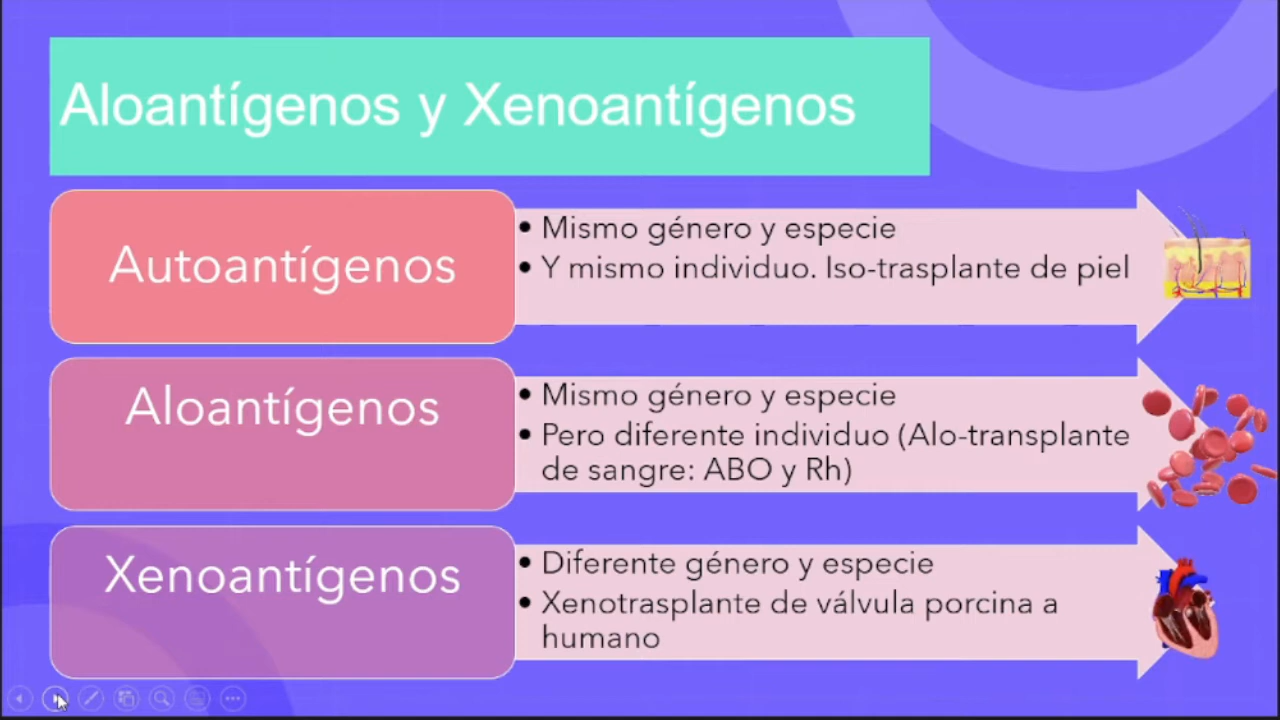 Aloantígenos y Xenoantígenos
Autoantígenos
• Mismo género y especie
• Y mismo individuo. Iso-trasplante de piel
Aloantígenos
• Mismo género y especie
• Pero diferente individuo (Alo-transplante
de sangre: ABO y Rh)
Xenoantígenos
• Diferente género y especie
• Xenotrasplante de válvula porcina a
humano